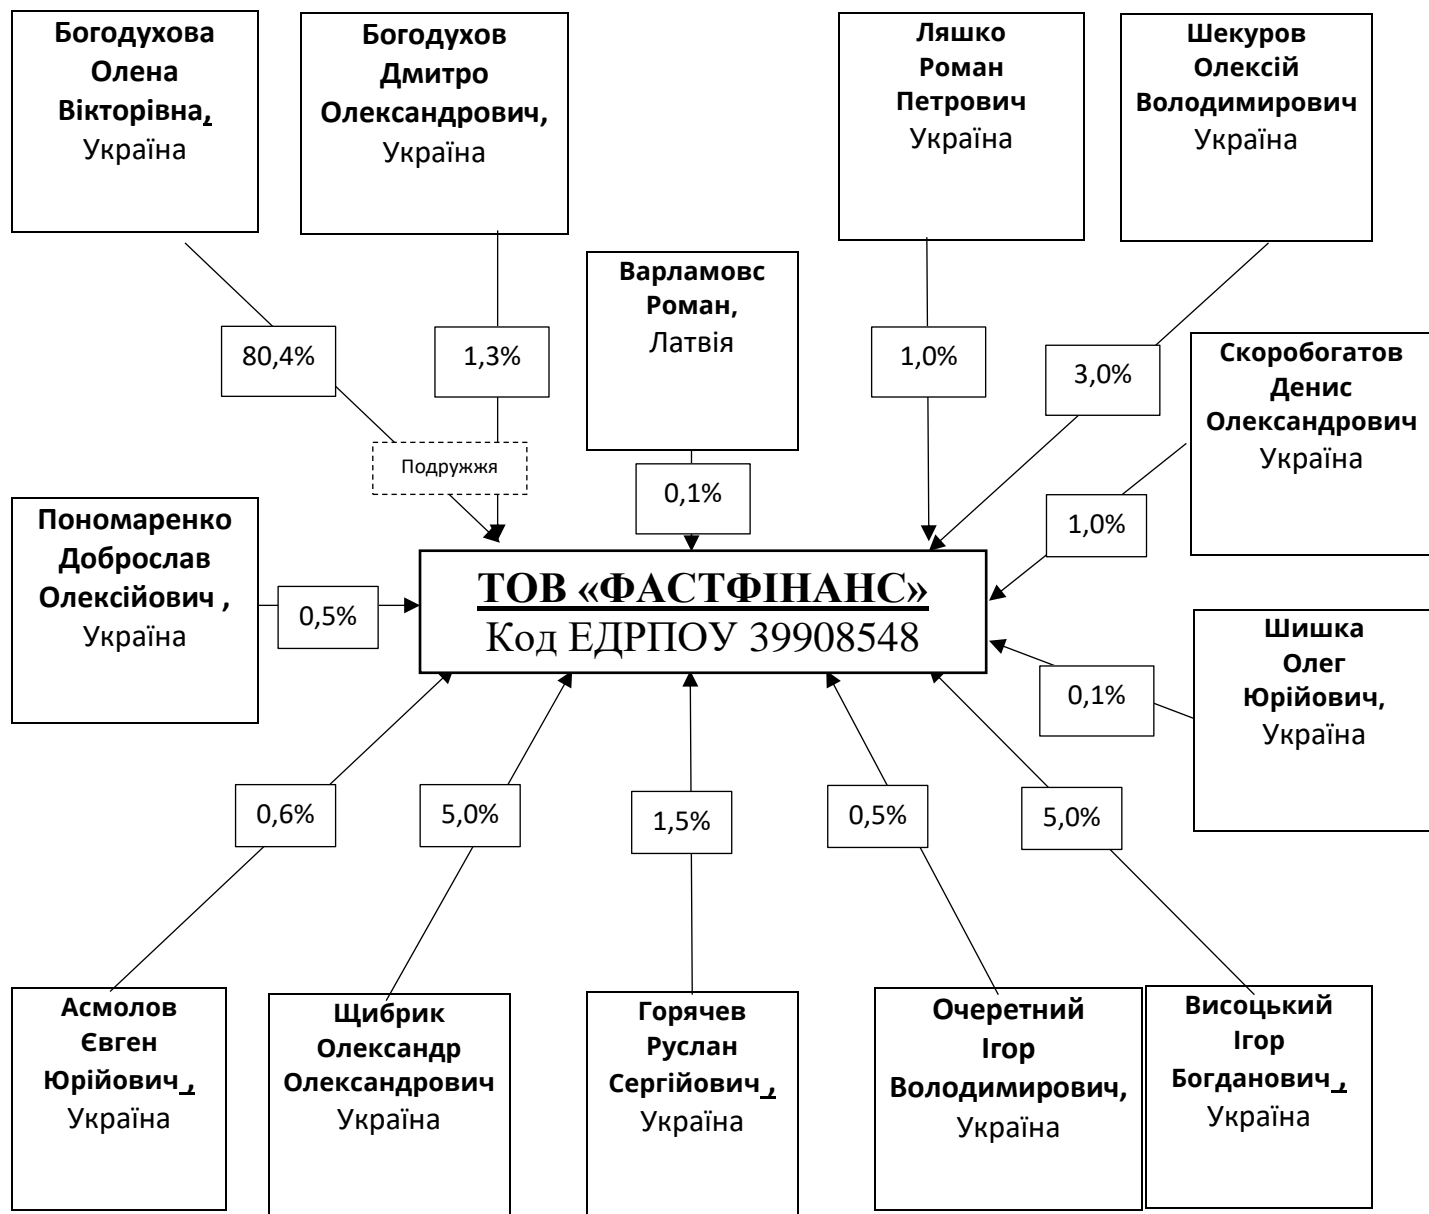 Богодухова
Олена
Вікторівна,
Україна
Богодухов
Дмитро
Олександрович,
Україна
Ляшко
Роман
Петрович
Україна
Шекуров
Олексій
Володимирович
Україна
Варламовс
Роман,
Латвія
80,4%
1,3%
1,0%
3,0%
Скоробогатов
Денис
Олександрович
Україна
Подружжя
0,1%
1,0%
Пономаренко
Доброслав
Олексійович ,
Україна
0,5%
ТОВ «ФАСТФІНАНС»
Код ЕДРПОУ 39908548
0,1%
Шишка
Олег
Юрійович,
Україна
0,6%
5,0%
1,5%
0,5%
5,0%
Асмолов
Євген
Юрійович ,
Україна
Щибрик
Олександр
Олександрович
Україна
Горячев
Руслан
Сергійович ,
Україна
Очеретний
Ігор
Володимирович,
Україна
Висоцький
Ігор
Богданович ,
Україна